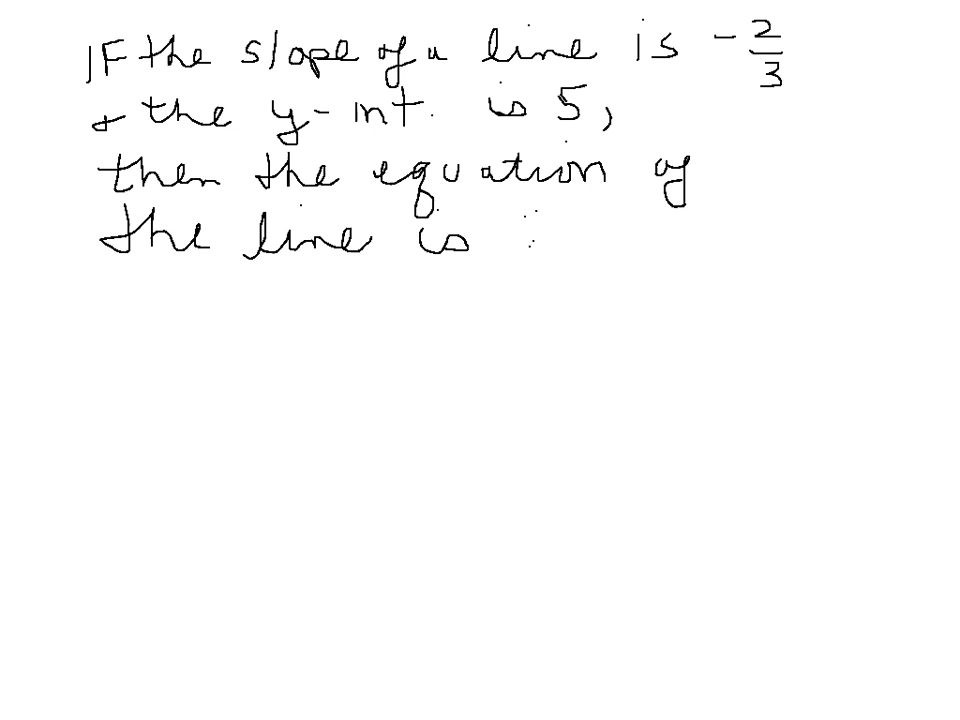 IF the slope of a line is -2/3
& the y-int. is 5,
then the equation of
the line is :